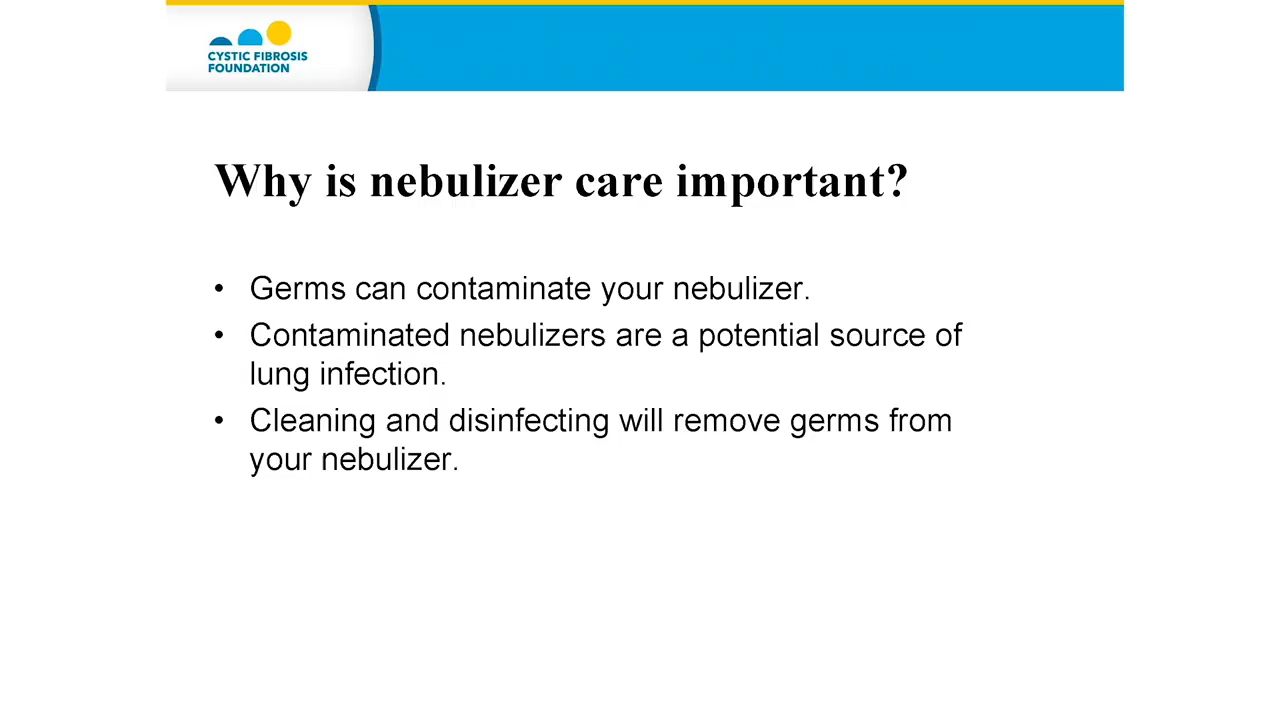 CYSTIC FIBROSIS
FOUNDATION
Why is nebulizer care important?
• Germs can contaminate your nebulizer.
• Contaminated nebulizers are a potential source of
lung infection.
• Cleaning and disinfecting will remove germs from
your nebulizer.